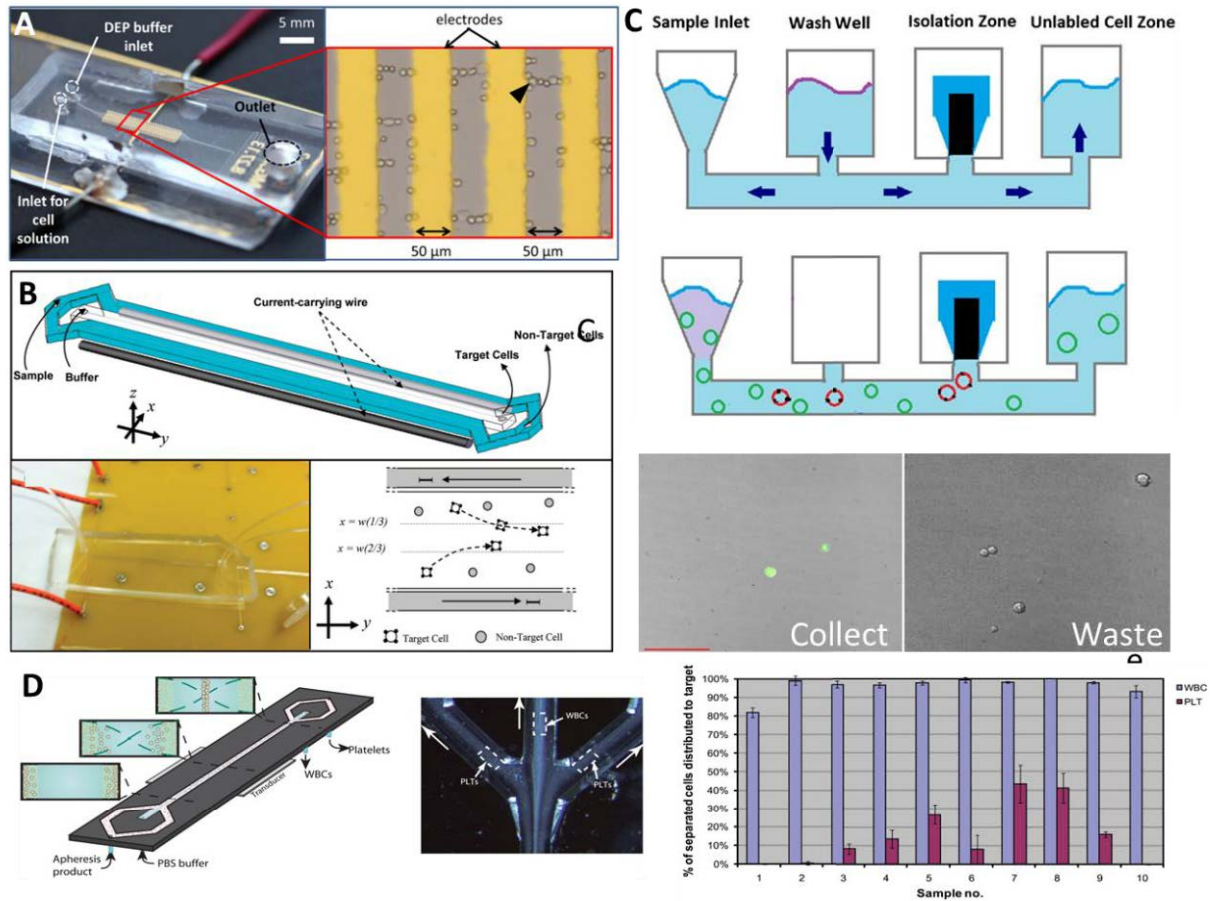 A
DEP buffer
inlet
5 mm
Outlet
Inlet for
cell
solution
electrodes
50 µm
50 µm
B
Current-carrying wire
C
Non-Target Cells
Target Cells
Sample
Buffer
z
x
y
x = w(1/3)
x = w(2/3)
x
y
Target Cell
Non-Target Cell
C
Sample Inlet
Wash Well
Isolation Zone
Unlabled Cell Zone
Collect
Waste
D
Platelets
WBCs
Transducer
Apheresis
product
PBS buffer
WBCs
PLTs
PLTs
% of separated cells distributed to target
100%
90%
80%
70%
60%
50%
40%
30%
20%
10%
0%
1 2 3 4 5 6 7 8 9 10
Sample no.
WBC
PLT